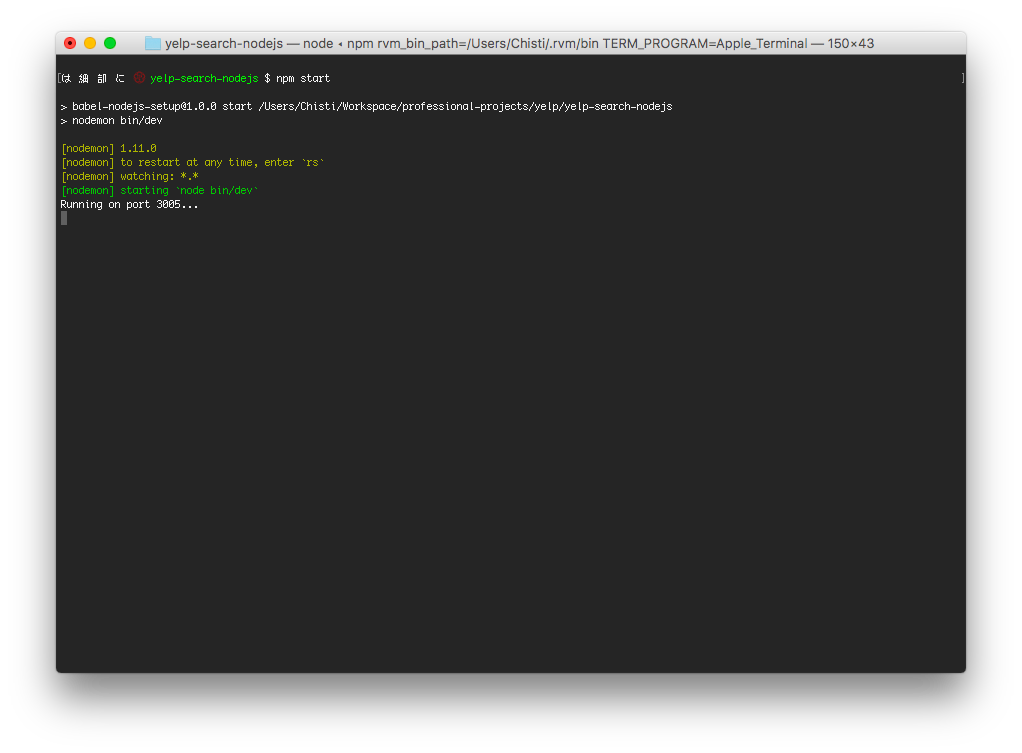 yelp-search-nodejs — node ◂ npm rvm_bin_path=/Users/Chisti/.rvm/bin TERM_PROGRAM=Apple_Terminal — 150×43
[は 細 部 に yelp-search-nodejs $ npm start ]
> babel-nodejs-setup@1.0.0 start /Users/Chisti/Workspace/professional-projects/yelp/yelp-search-nodejs
> nodemon bin/dev
[nodemon] 1.11.0
[nodemon] to restart at any time, enter `rs`
[nodemon] watching: *.*
[nodemon] starting `node bin/dev`
Running on port 3005...